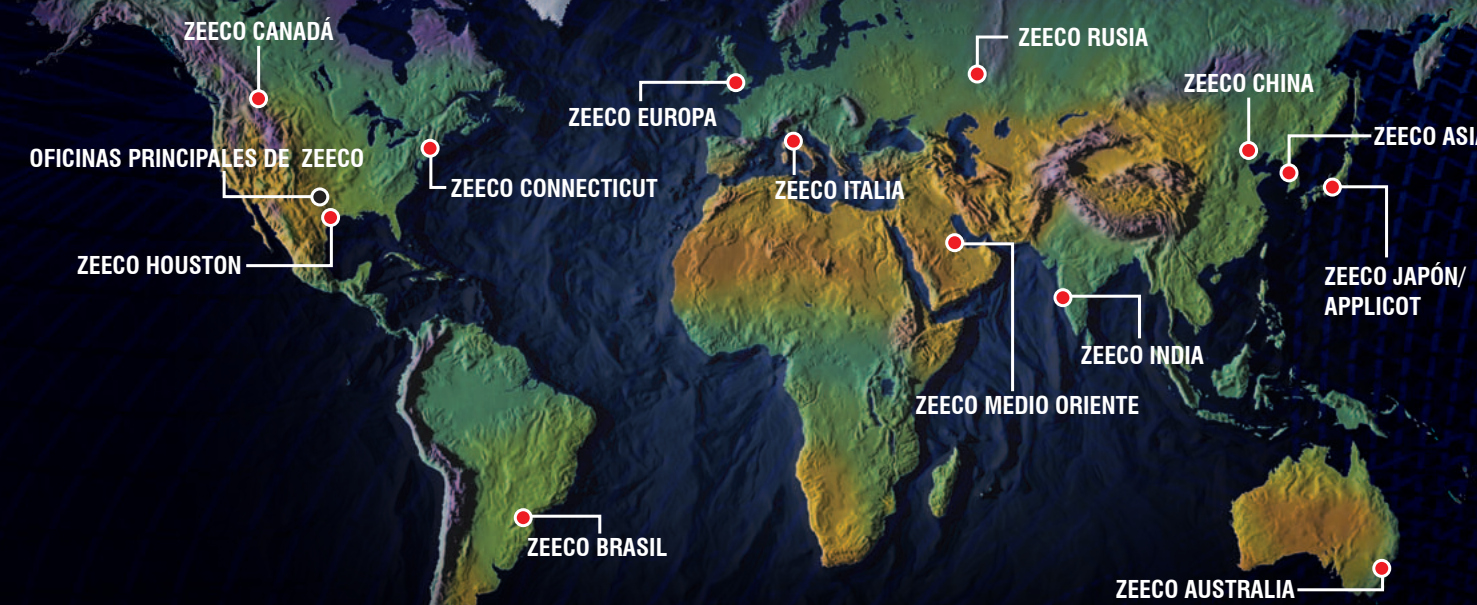 ZEECO CANADÁ
ZEECO RUSIA
ZEECO CHINA
ZEECO EUROPA
ZEECO ASIA
OFICINAS PRINCIPALES DE ZEECO
ZEECO CONNECTICUT
ZEECO ITALIA
ZEECO HOUSTON
ZEECO JAPÓN/
APPLICOT
ZEECO INDIA
ZEECO MEDIO ORIENTE
ZEECO BRASIL
ZEECO AUSTRALIA